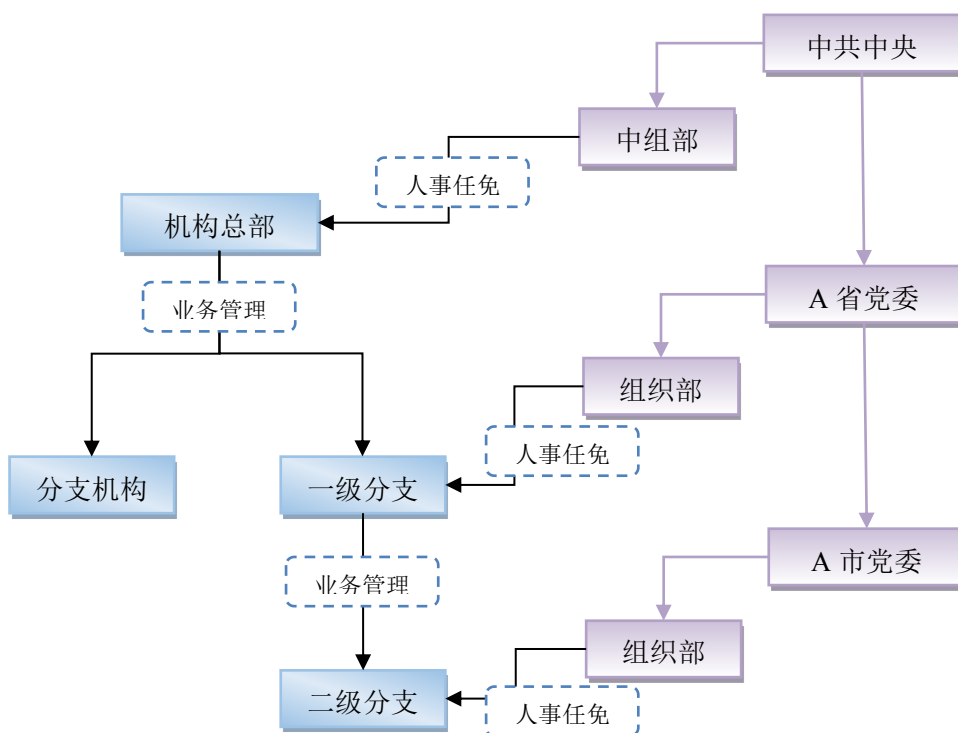 中共中央
中组部
人事任免
机构总部
业务管理
A 省党委
组织部
人事任免
分支机构
一级分支
A 市党委
业务管理
组织部
二级分支
人事任免